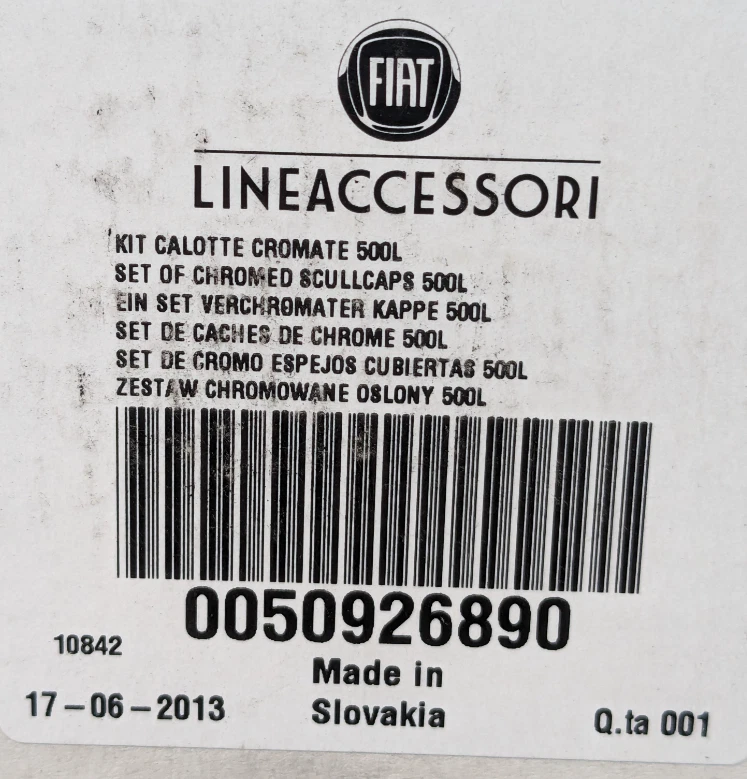 FIAT
LINEACCESSORI
KIT CALOTTE CROMATE 500L
SET OF CHROMED SCULLCAPS 500L
EIN SET VERCHROMATER KAPPE 500L
SET DE CACHES DE CHROME 500L
SET DE CROMO ESPEJOS CUBIERTAS 500L
ZESTAW CHROMOWANE OSLONY 500L
0050926890
10842
Made in
17-06-2013 Slovakia Q.ta 001